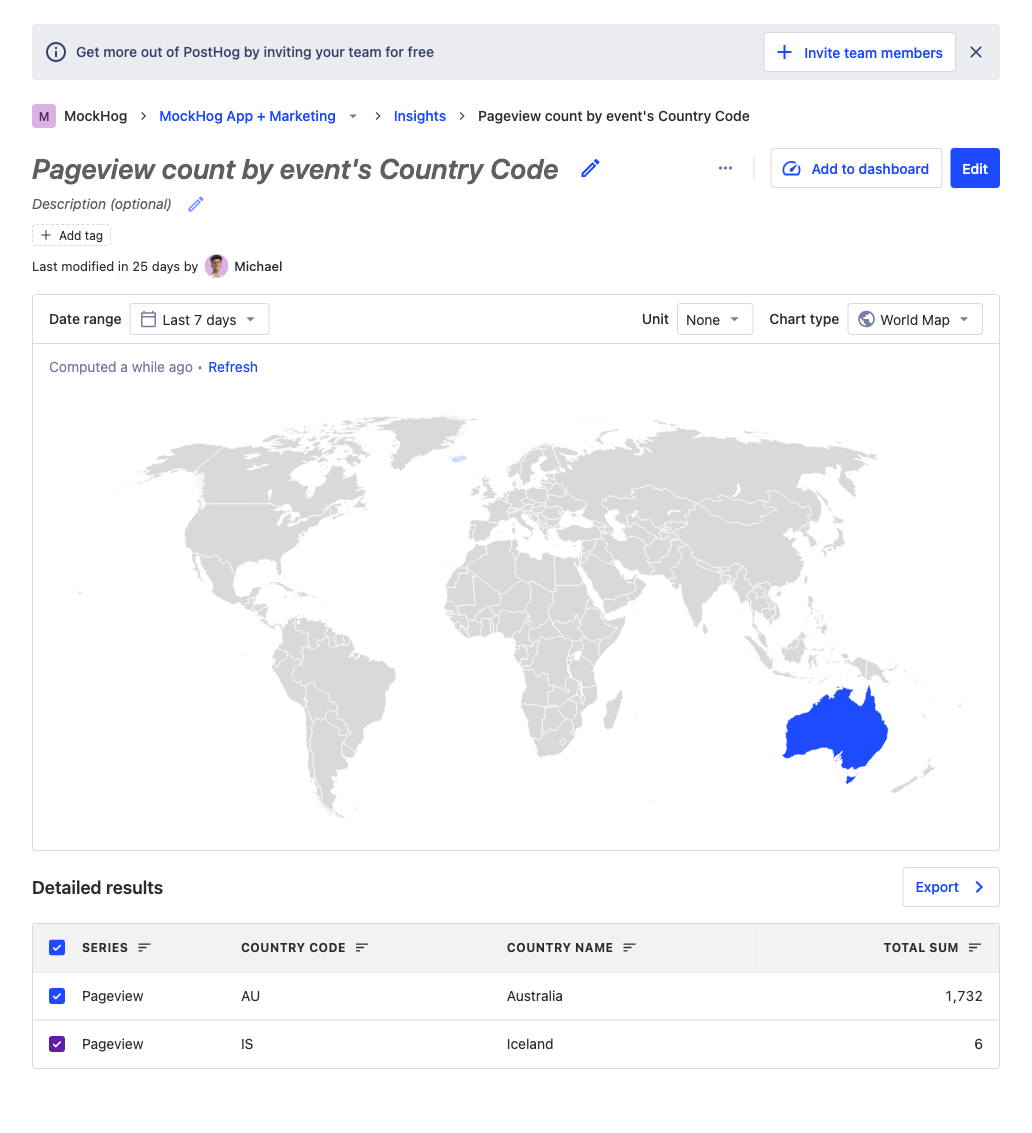 Get more out of PostHog by inviting your team for free
Invite team members
M MockHog MockHog App + Marketing Insights Pageview count by event's Country Code
Pageview count by event's Country Code
Add to dashboard
Edit
Description (optional)
Add tag
Last modified in 25 days by Michael
Date range Last 7 days Unit None Chart type World Map
Computed a while ago • Refresh
Detailed results
Export
SERIES COUNTRY CODE COUNTRY NAME TOTAL SUM
Pageview AU Australia 1,732
Pageview IS Iceland 6